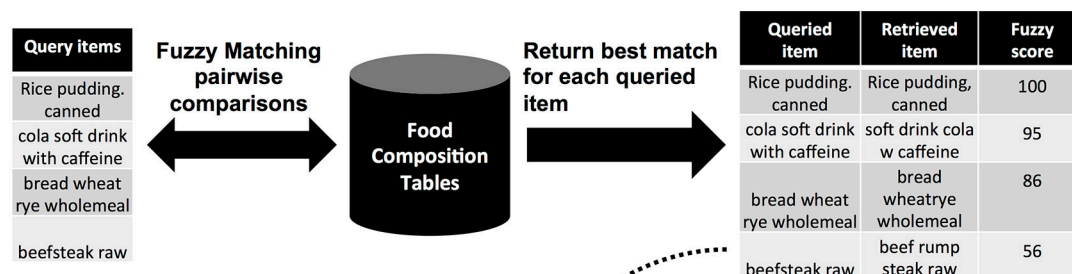 Query items
Rice pudding.
canned
cola soft drink
with caffeine
bread wheat
rye wholemeal
beefsteak raw
Fuzzy Matching
pairwise
comparisons
Food
Composition
Tables
Return best match
for each queried
item
Queried
item
Retrieved
item
Fuzzy
score
Rice pudding.
canned
Rice pudding,
canned
100
cola soft drink
with caffeine
soft drink cola
w caffeine
95
bread wheat
rye wholemeal
bread
wheatrye
wholemeal
86
beefsteak raw
beef rump
steak raw
56